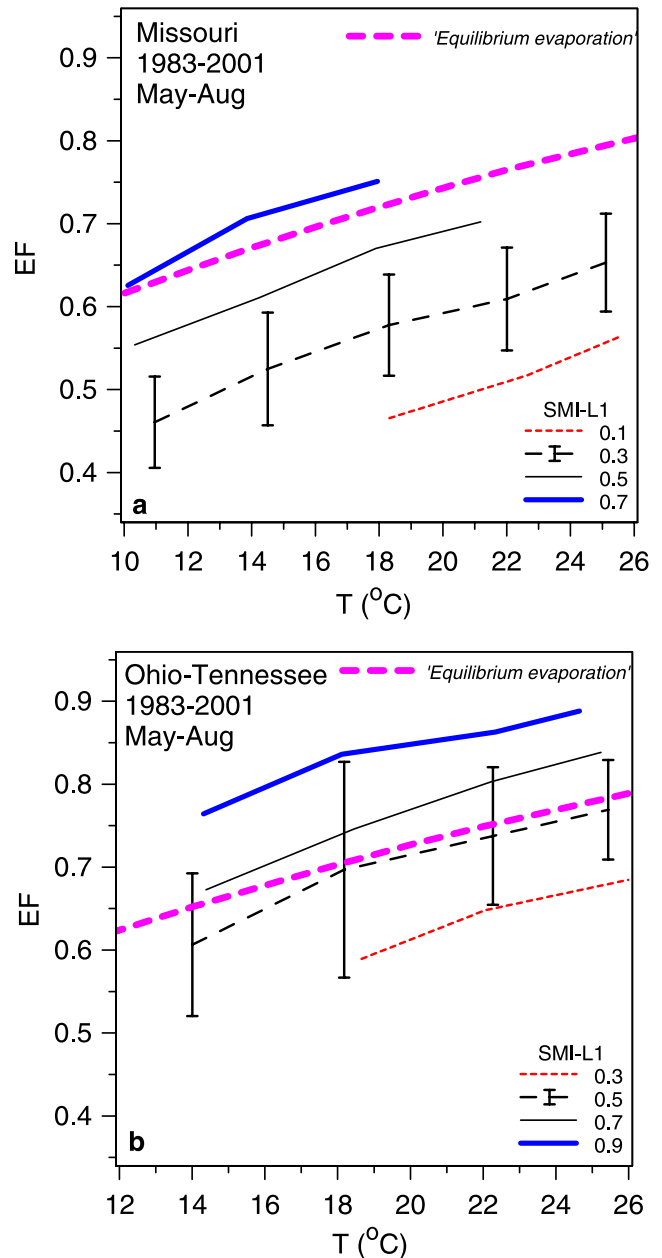 Missouri
1983-2001
May-Aug
'Equilibrium evaporation'
0.9
0.8
0.7
0.6
0.5
0.4
EF
SMI-L1
0.1
0.3
0.5
0.7
a
10 12 14 16 18 20 22 24 26
T (°C)
Ohio-Tennessee
1983-2001
May-Aug
'Equilibrium evaporation'
0.9
0.8
0.7
0.6
0.5
0.4
EF
SMI-L1
0.3
0.5
0.7
0.9
b
12 14 16 18 20 22 24 26
T (°C)